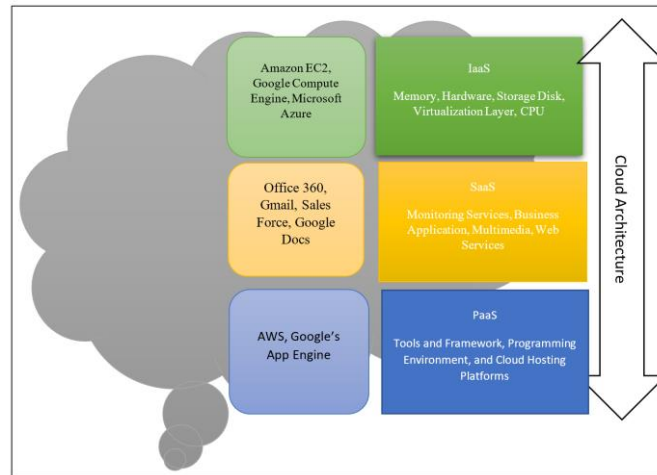 Amazon EC2,
Google Compute
Engine, Microsoft
Azure
IaaS
Memory, Hardware, Storage Disk,
Virtualization Layer, CPU
Office 360,
Gmail, Sales
Force, Google
Docs
SaaS
Monitoring Services, Business
Application, Multimedia, Web
Services
AWS, Google's
App Engine
PaaS
Tools and Framework, Programming
Environment, and Cloud Hosting
Platforms
Cloud Architecture